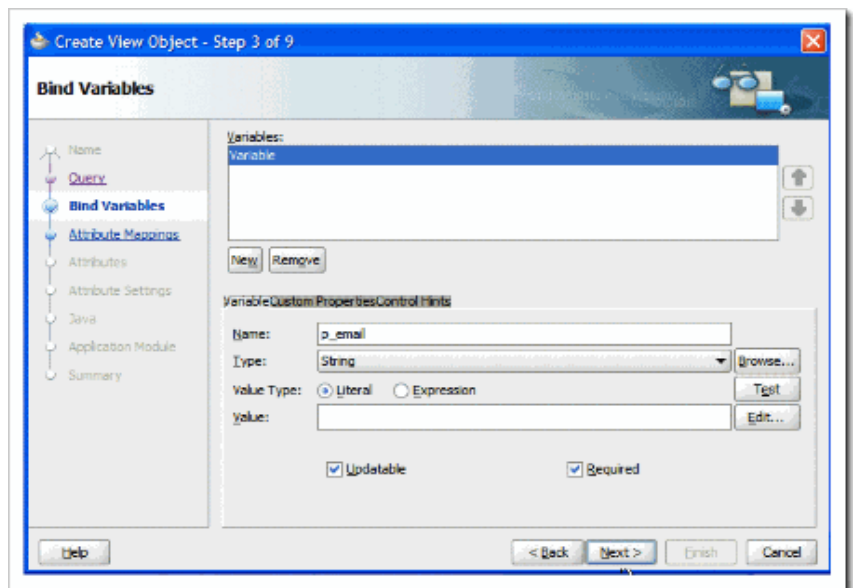 Create View Object - Step 3 of 9
Bind Variables
Name
Query
Bind Variables
Attribute Mappings
Attributes
Attribute Settings
Java
Application Module
Summary
Variables:
Variable
New Remove
Variable Custom Properties Control Hints
Name: p_email
Type: String Browse...
Value Type: Literal Expression Test
Value: Edit...
Updatable Required
Help < Back Next > Finish Cancel